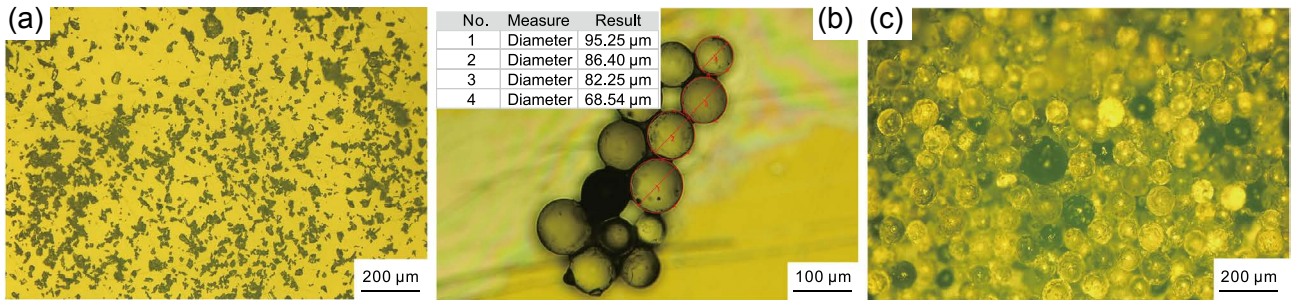 (a)
200 µm
No. Measure Result
1 Diameter 95.25 µm
2 Diameter 86.40 µm
3 Diameter 82.25 µm
4 Diameter 68.54 µm
(b)
100 µm
(c)
200 µm